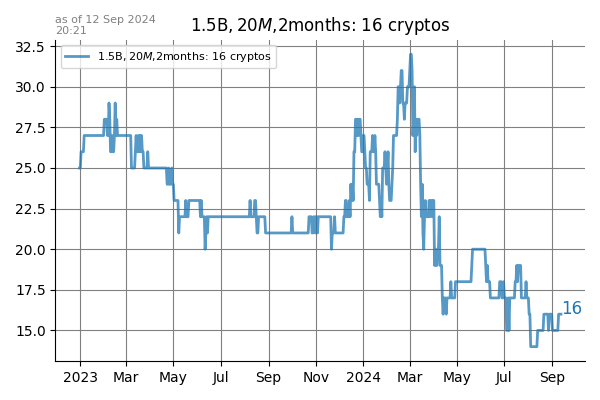 as of 12 Sep 2024
20:21
1.5B, 20M,2months: 16 cryptos
1.5B, 20M,2months: 16 cryptos
32.5
30.0
27.5
25.0
22.5
20.0
17.5
15.0
16
2023 Mar May Jul Sep Nov 2024 Mar May Jul Sep